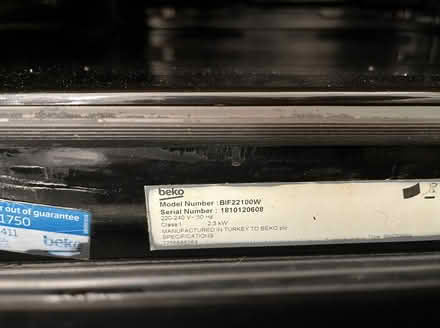 r out of guarantee
1750
411
beko
beko
Model Number : BIF22100W
Serial Number : 1810120608
220-240 V~ 50 Hz
Class I 2.3 kW
MANUFACTURED IN TURKEY TO BEKO plc
SPECIFICATIONS